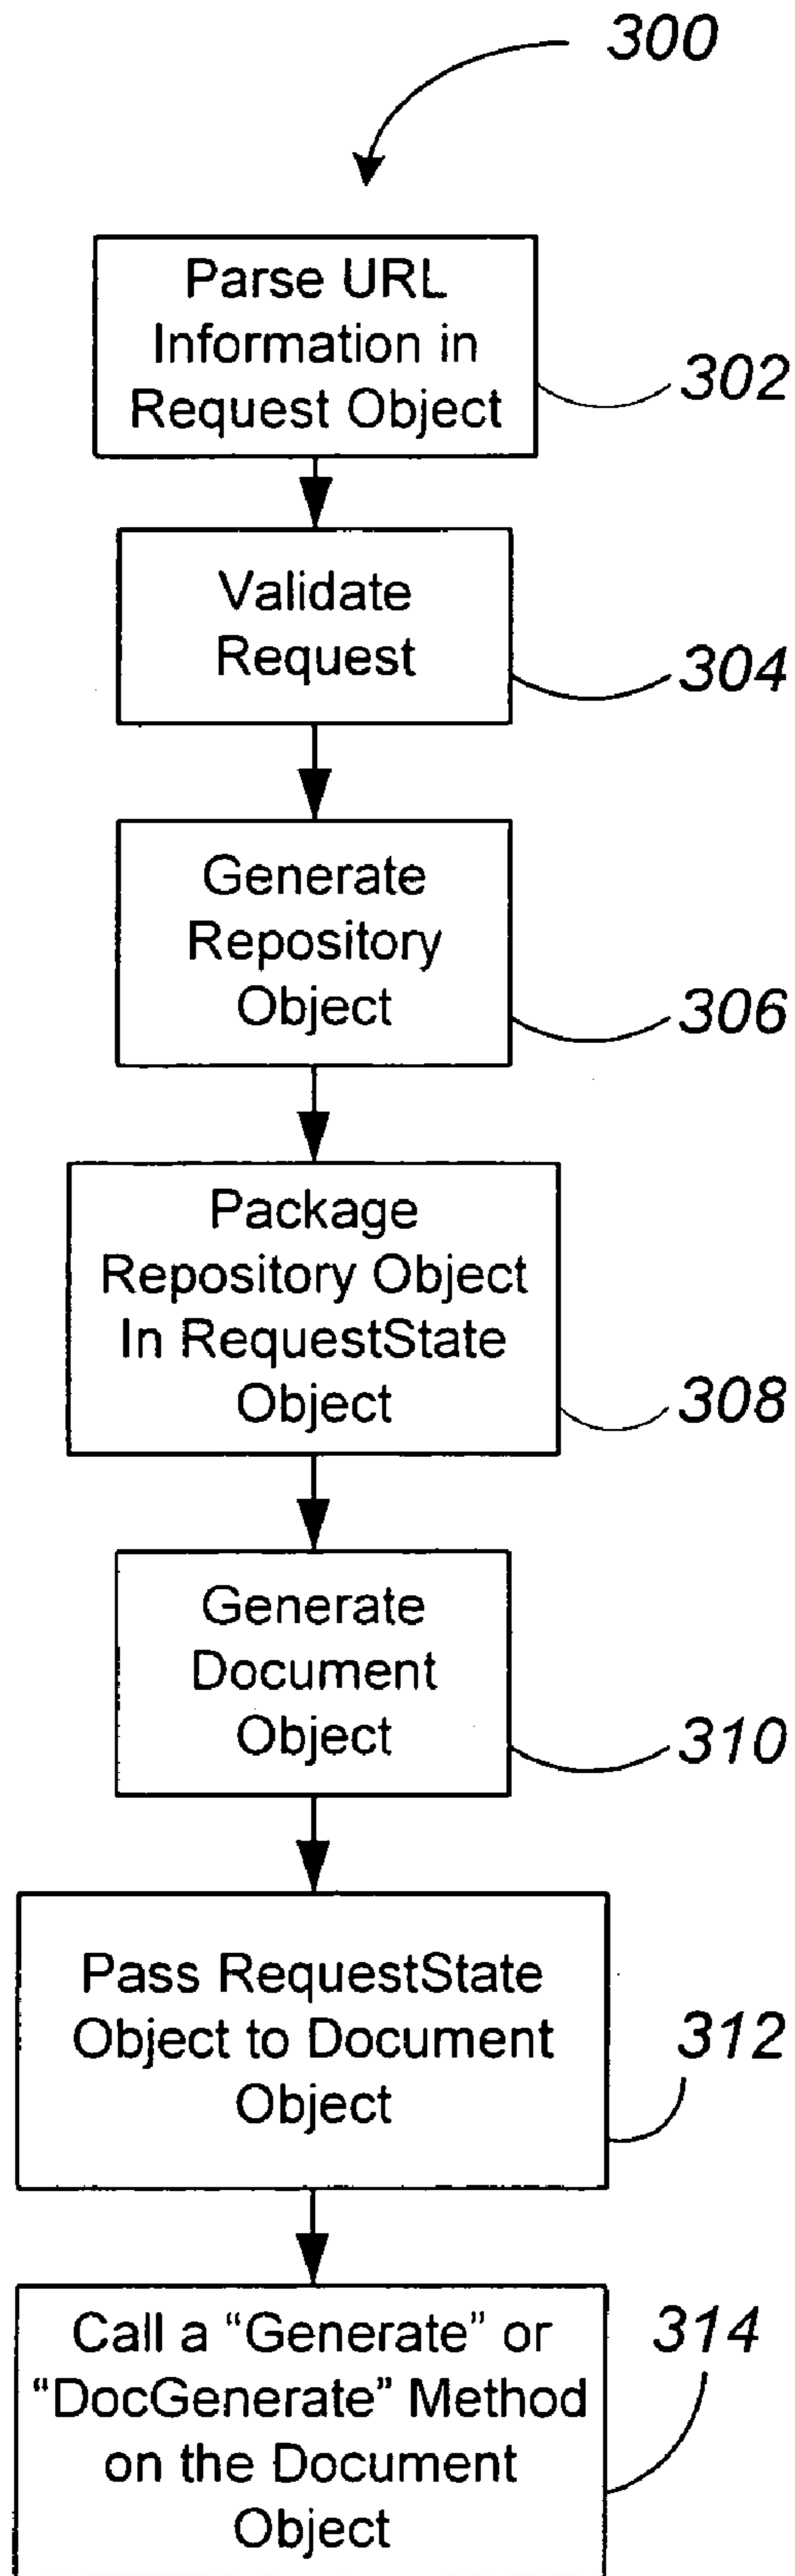 300
Parse URL
Information in
Request Object
302
Validate
Request
304
Generate
Repository
Object
306
Package
Repository Object
In RequestState
Object
308
Generate
Document
Object
310
Pass RequestState
Object to Document
Object
312
Call a “Generate” or
“DocGenerate” Method
on the Document
Object
314